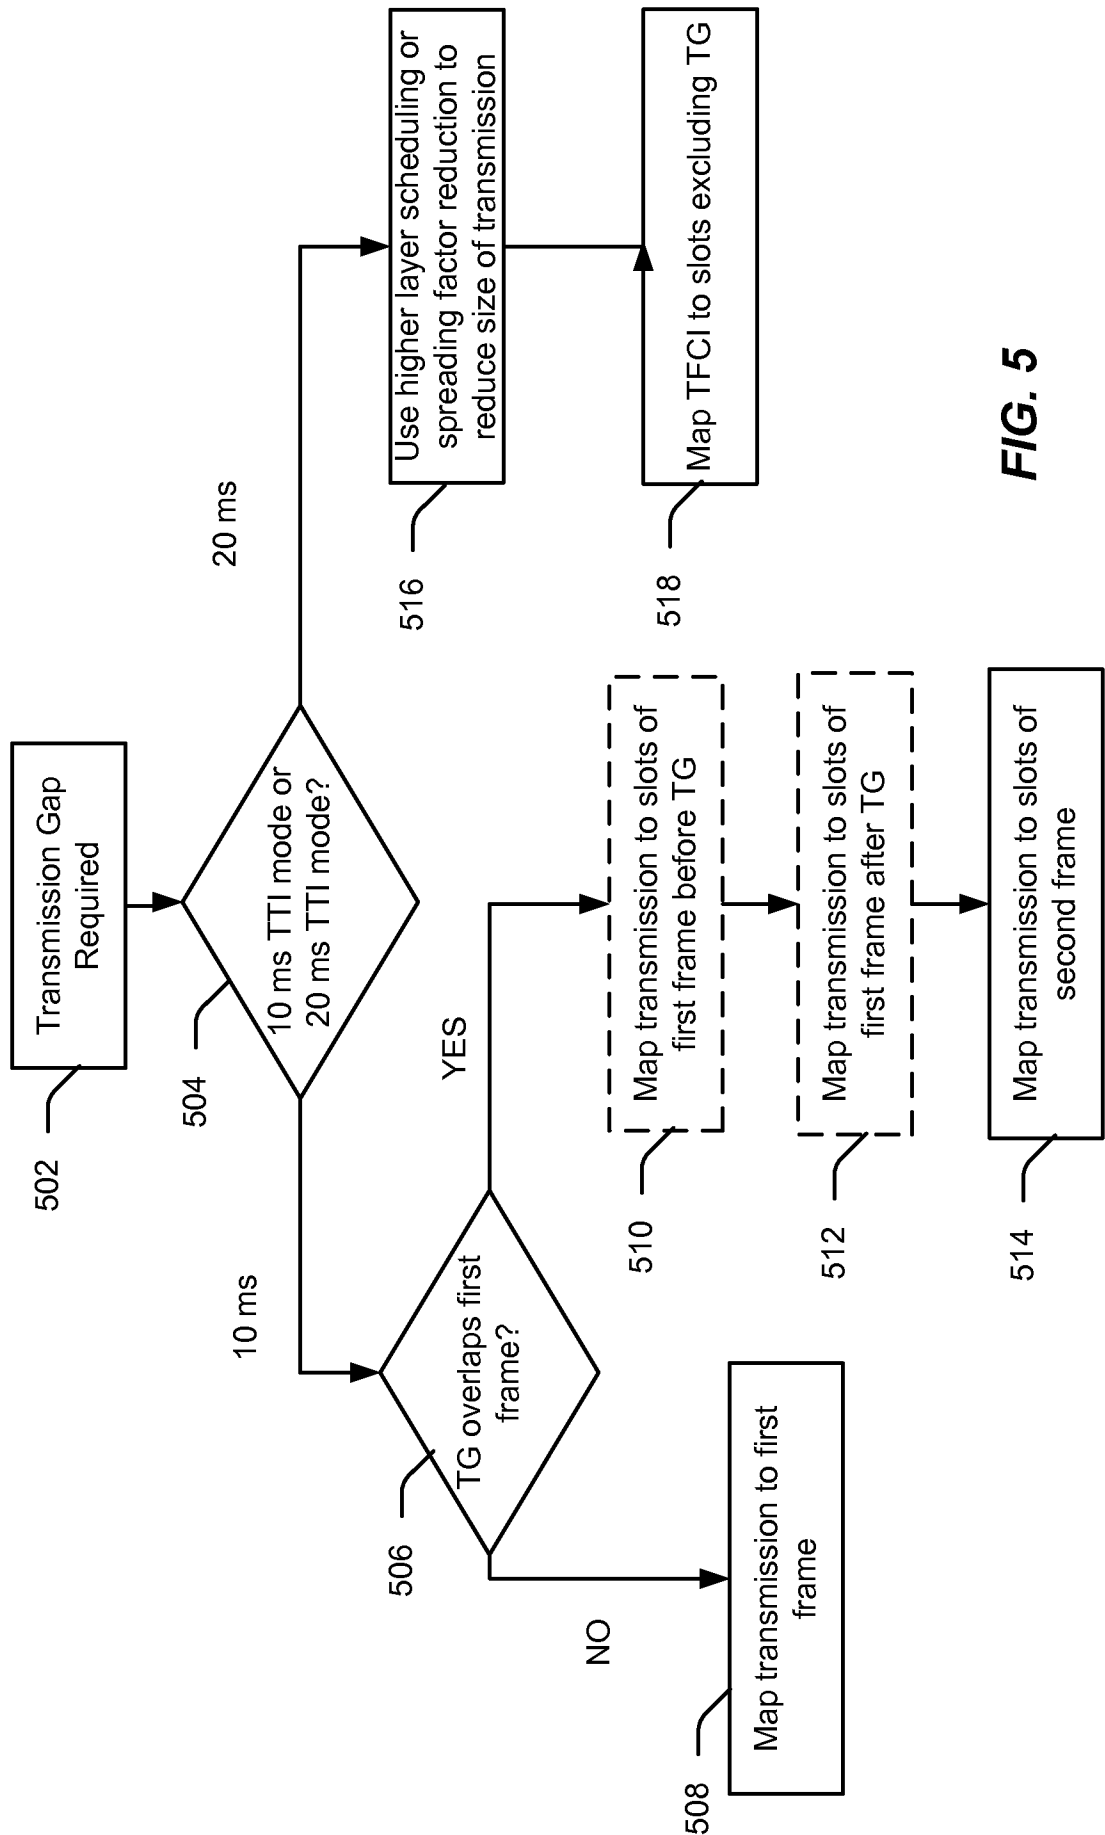 Transmission Gap
Required
502
504
10 ms TTI mode or
20 ms TTI mode?
10 ms
20 ms
506
TG overlaps first
frame?
NO
YES
508
Map transmission to first
frame
510
Map transmission to slots of
first frame before TG
512
Map transmission to slots of
first frame after TG
514
Map transmission to slots of
second frame
516
Use higher layer scheduling or
spreading factor reduction to
reduce size of transmission
518
Map TFCI to slots excluding TG
FIG. 5